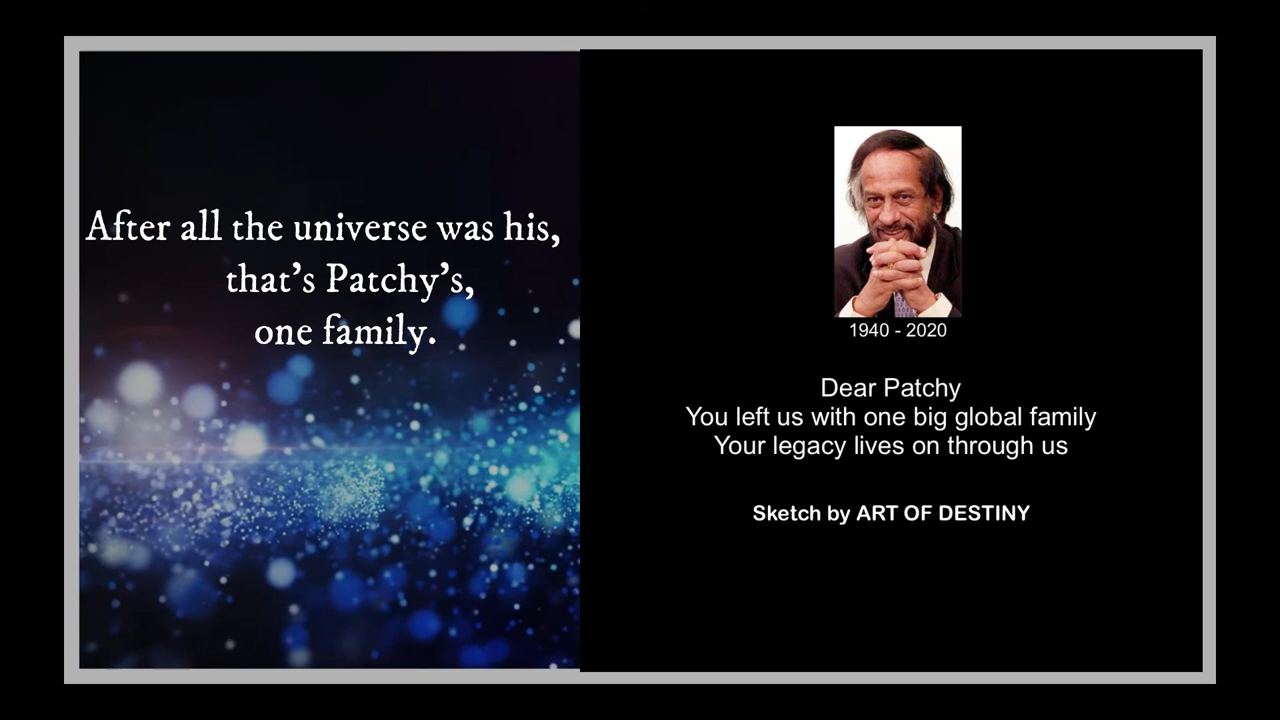 After all the universe was his,
that's Patchy's,
one family.
1940 - 2020
Dear Patchy
You left us with one big global family
Your legacy lives on through us
Sketch by ART OF DESTINY